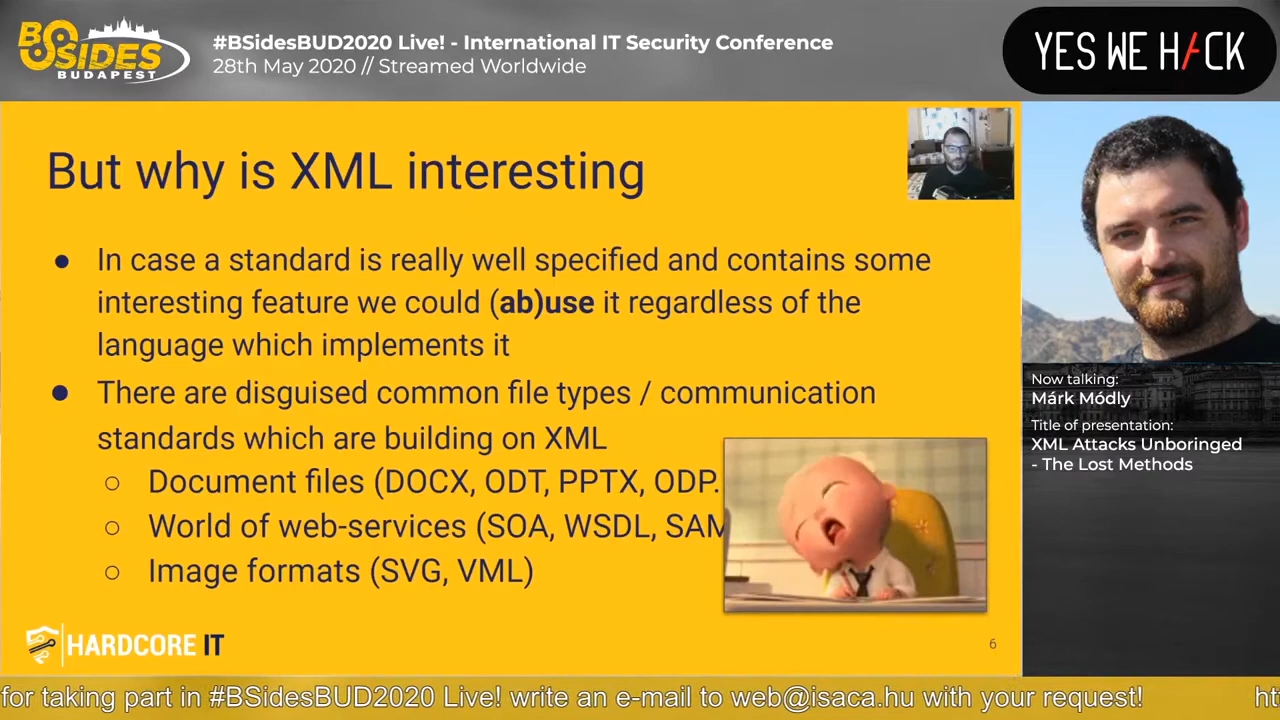 BSIDES
BUDAPEST
#BSidesBUD2020 Live! - International IT Security Conference
28th May 2020 // Streamed Worldwide
YES WE H/CK
But why is XML interesting
● In case a standard is really well specified and contains some
interesting feature we could (ab)use it regardless of the
language which implements it
● There are disguised common file types / communication
standards which are building on XML
○ Document files (DOCX, ODT, PPTX, ODP.
○ World of web-services (SOA, WSDL, SAM
○ Image formats (SVG, VML)
HARDCORE IT
6
Now talking:
Márk Módly
Title of presentation:
XML Attacks Unboringed
- The Lost Methods
for taking part in #BSidesBUD2020 Live! write an e-mail to web@isaca.hu with your request! ht